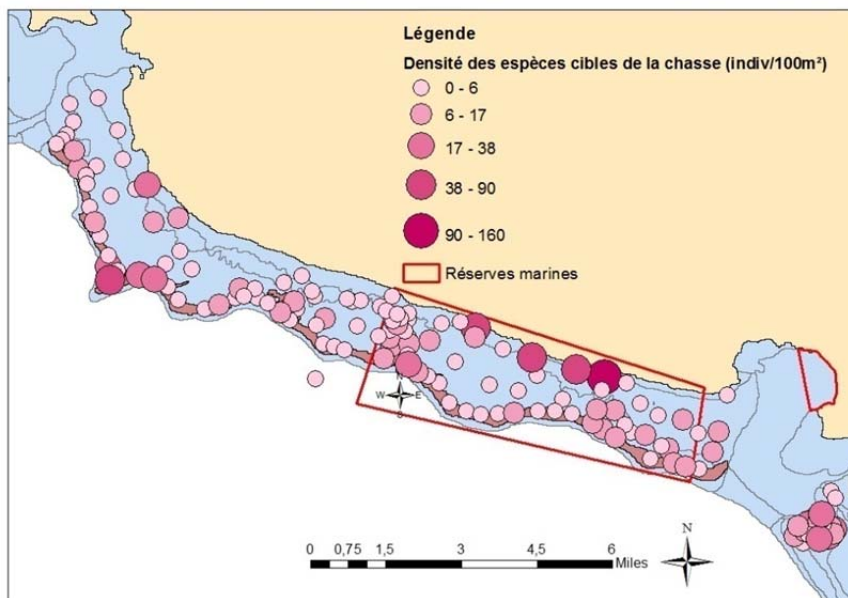 Légende
Densité des espèces cibles de la chasse (indiv/100m²)
0 - 6
6 - 17
17 - 38
38 - 90
90 - 160
Réserves marines
N
W E
S
N
0 0,75 1,5 3 4,5 6
Miles